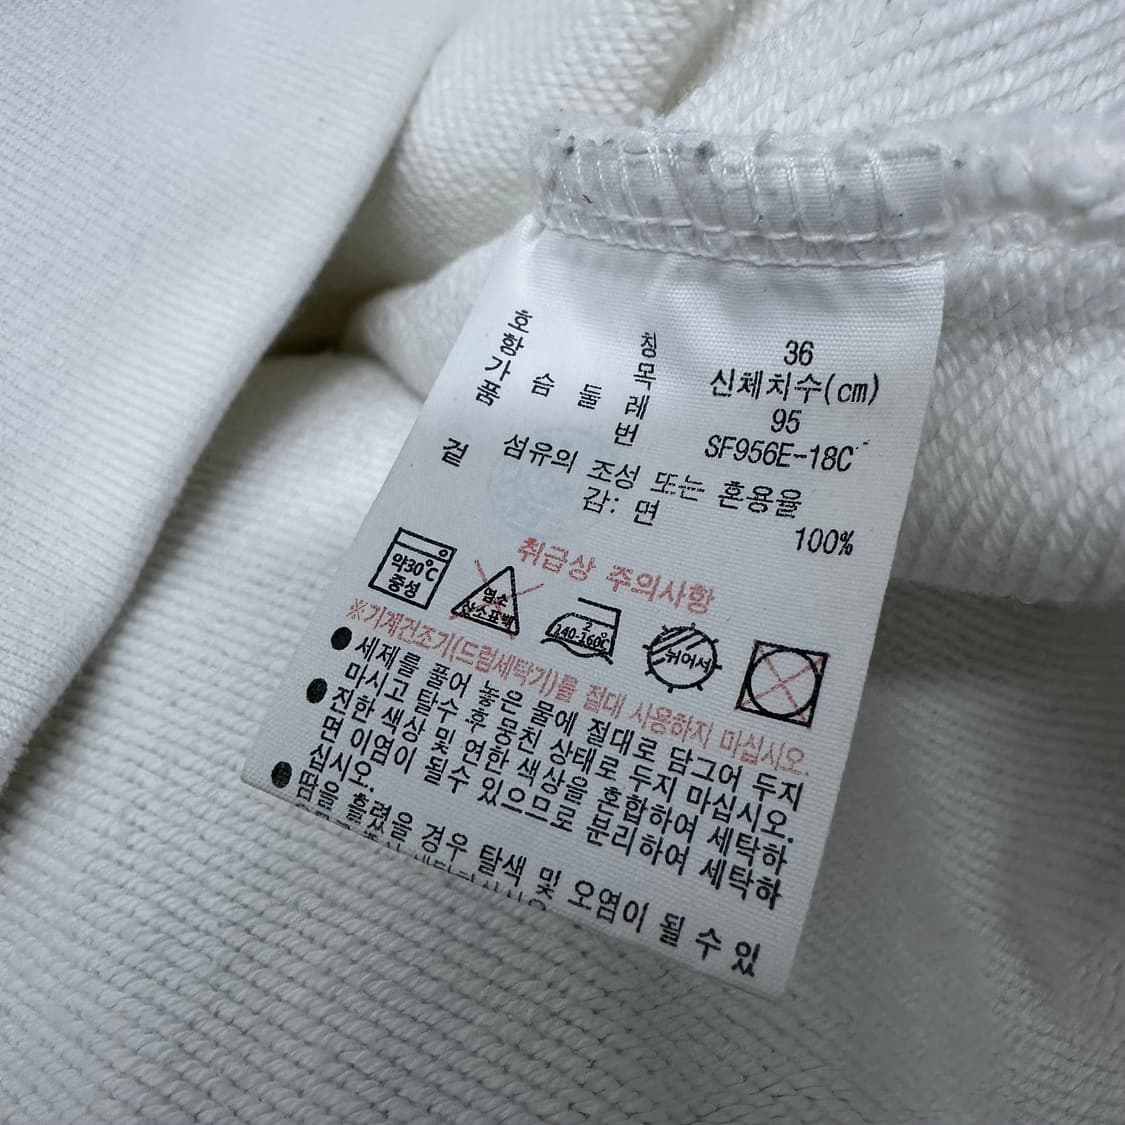 호칭 36
항목 신체치수(cm)
가슴둘레 95
품번 SF956E-18C
섬유의 조성 또는 혼용율
겉감: 면 100%
취급상 주의사항
약30℃ 중성
염소 산소표백
2 140-160℃
뉘어서
※기계건조기(드럼세탁기)를 절대 사용하지 마십시오.
● 세제를 풀어 놓은 물에 절대로 담그어 두지
마시고 탈수 후 뭉친 상태로 두지 마십시오.
● 진한 색상 및 연한 색상을 혼합하여 세탁하
면 이염이 될수 있으므로 분리하여 세탁하
십시오.
● 땀을 흘렸을 경우 탈색 및 오염이 될 수 있